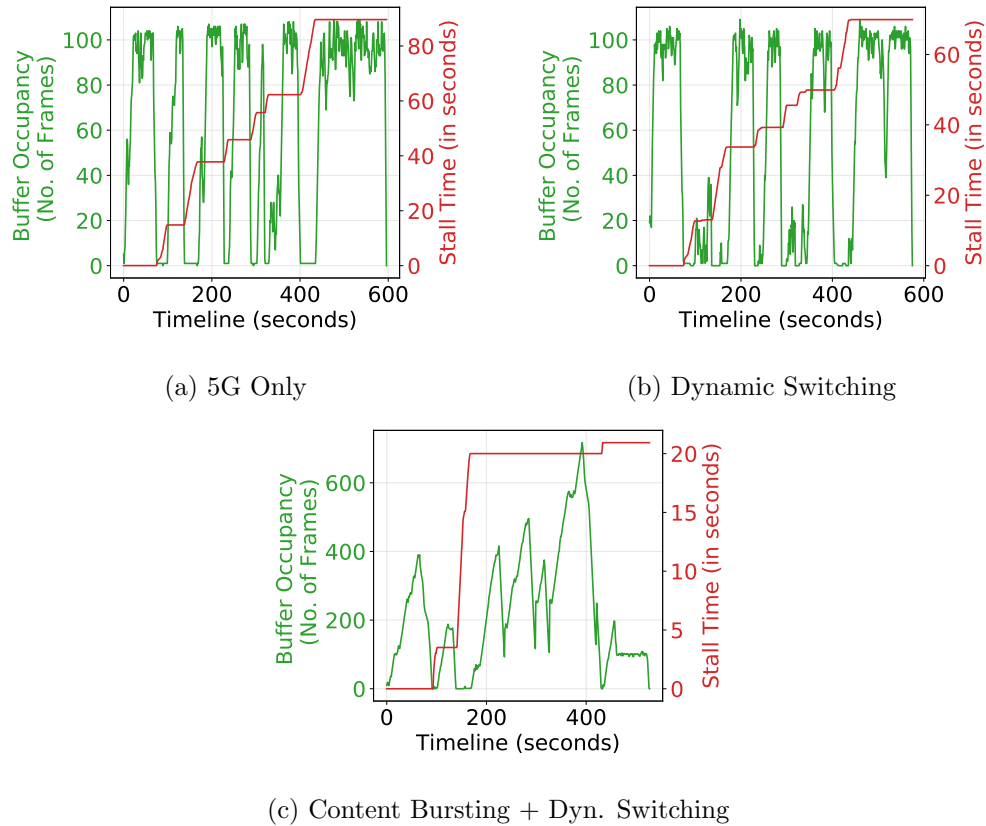 Buffer Occupancy
(No. of Frames)
100
80
60
40
20
0
80
60
40
20
0
Stall Time (in seconds)
0 200 400 600
Timeline (seconds)
(a) 5G Only
Buffer Occupancy
(No. of Frames)
100
80
60
40
20
0
60
40
20
0
Stall Time (in seconds)
0 200 400 600
Timeline (seconds)
(b) Dynamic Switching
Buffer Occupancy
(No. of Frames)
600
400
200
0
20
15
10
5
0
Stall Time (in seconds)
0 200 400
Timeline (seconds)
(c) Content Bursting + Dyn. Switching